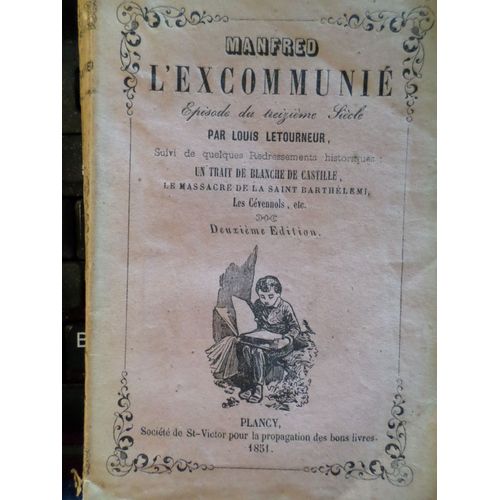 MANFRED
L'EXCOMMUNIÉ
Episode du treizième Siècle
PAR LOUIS LETOURNEUR,
Suivi de quelques Redressements historiques :
UN TRAIT DE BLANCHE DE CASTILLE,
LE MASSACRE DE LA SAINT BARTHÉLEMI,
Les Cévennols, etc.
Deuxième Edition.
PLANCY,
Société de St-Victor pour la propagation des bons livres.
1851.